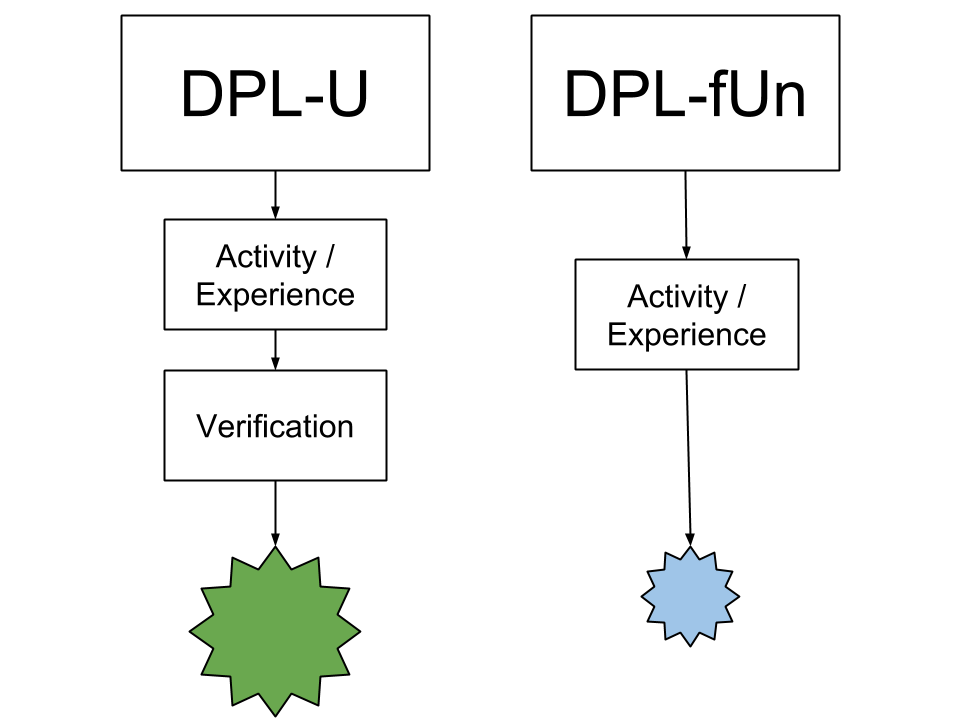 DPL-U
DPL-fUn
Activity /
Experience
Activity /
Experience
Verification